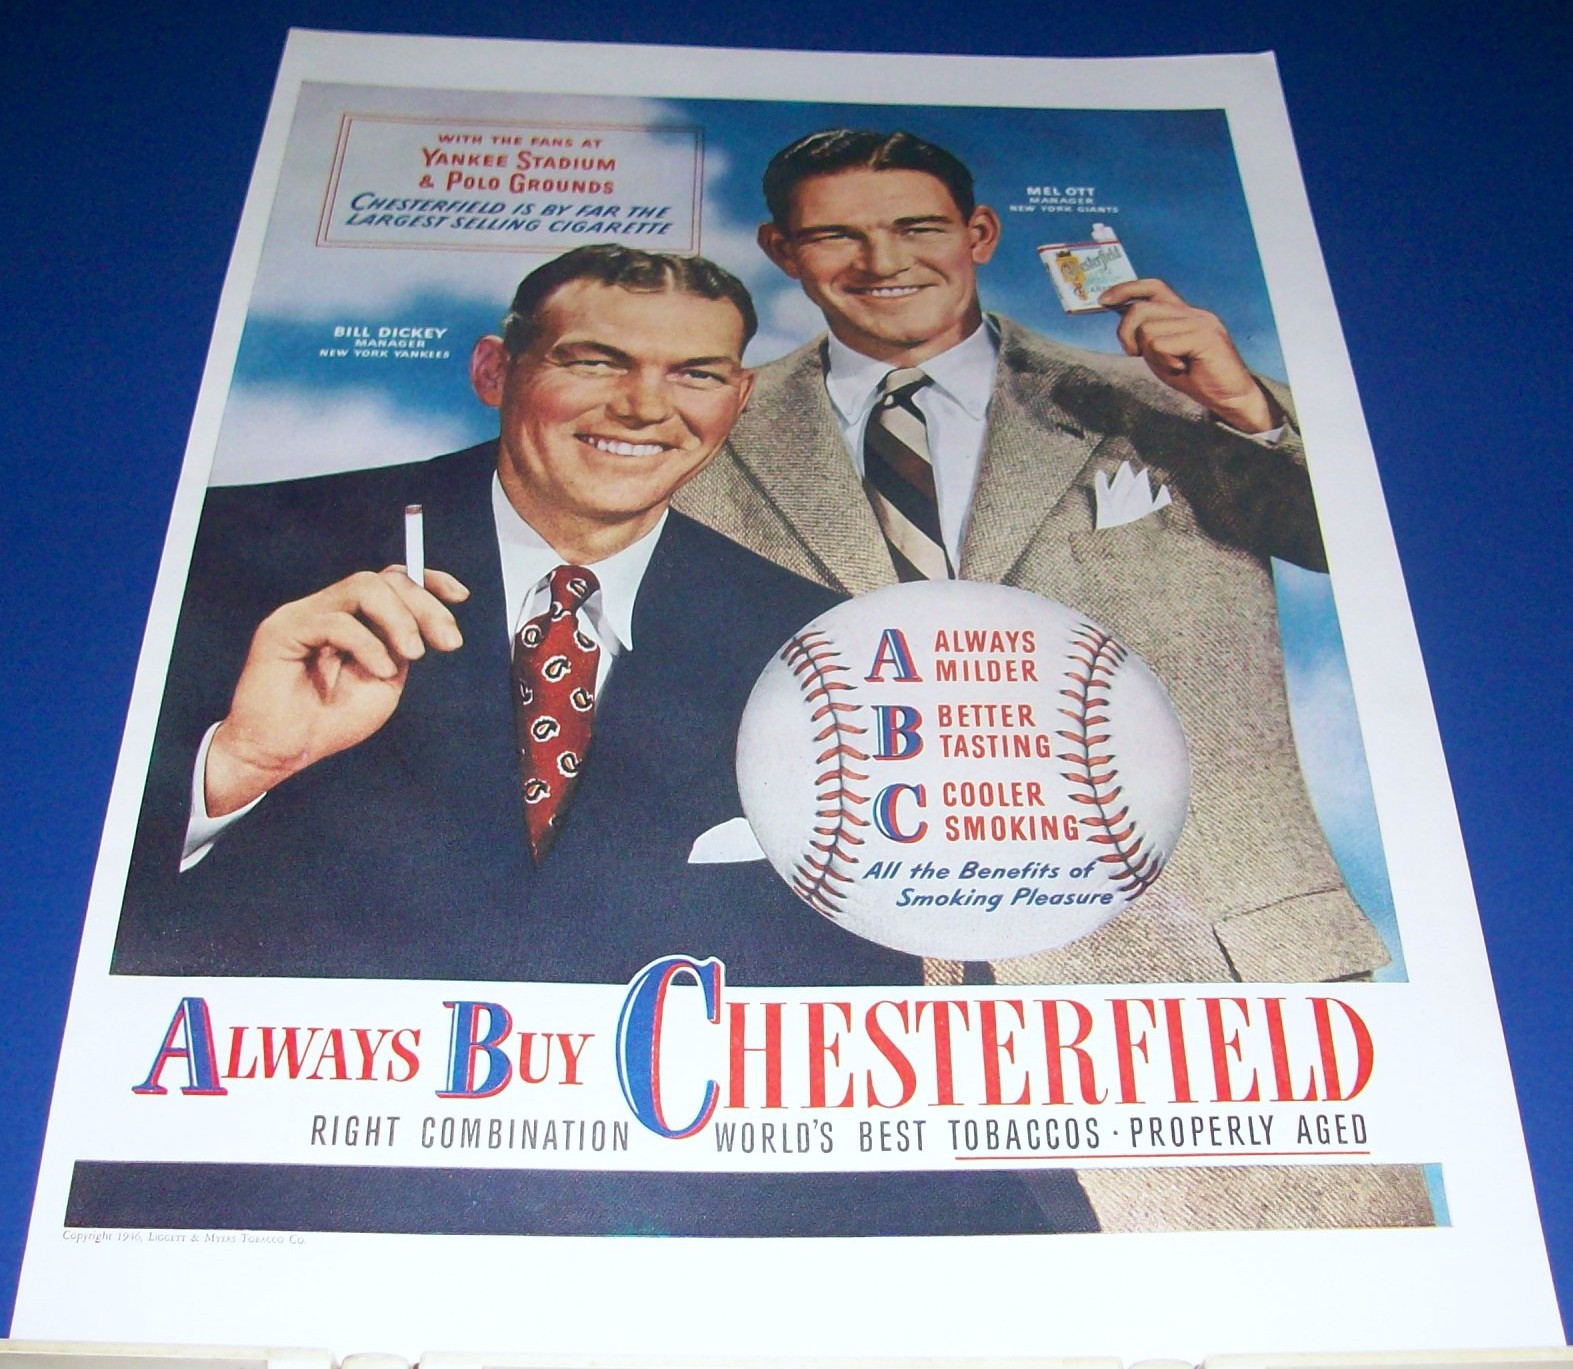 WITH THE FANS AT
YANKEE STADIUM
& POLO GROUNDS
CHESTERFIELD IS BY FAR THE
LARGEST SELLING CIGARETTE
MEL OTT
MANAGER
NEW YORK GIANTS
Chesterfield
BILL DICKEY
MANAGER
NEW YORK YANKEES
A ALWAYS
MILDER
B BETTER
TASTING
C COOLER
SMOKING
All the Benefits of
Smoking Pleasure
ALWAYS BUY CHESTERFIELD
RIGHT COMBINATION WORLD'S BEST TOBACCOS · PROPERLY AGED
Copyright 1946, LIGGETT & MYERS TOBACCO CO.